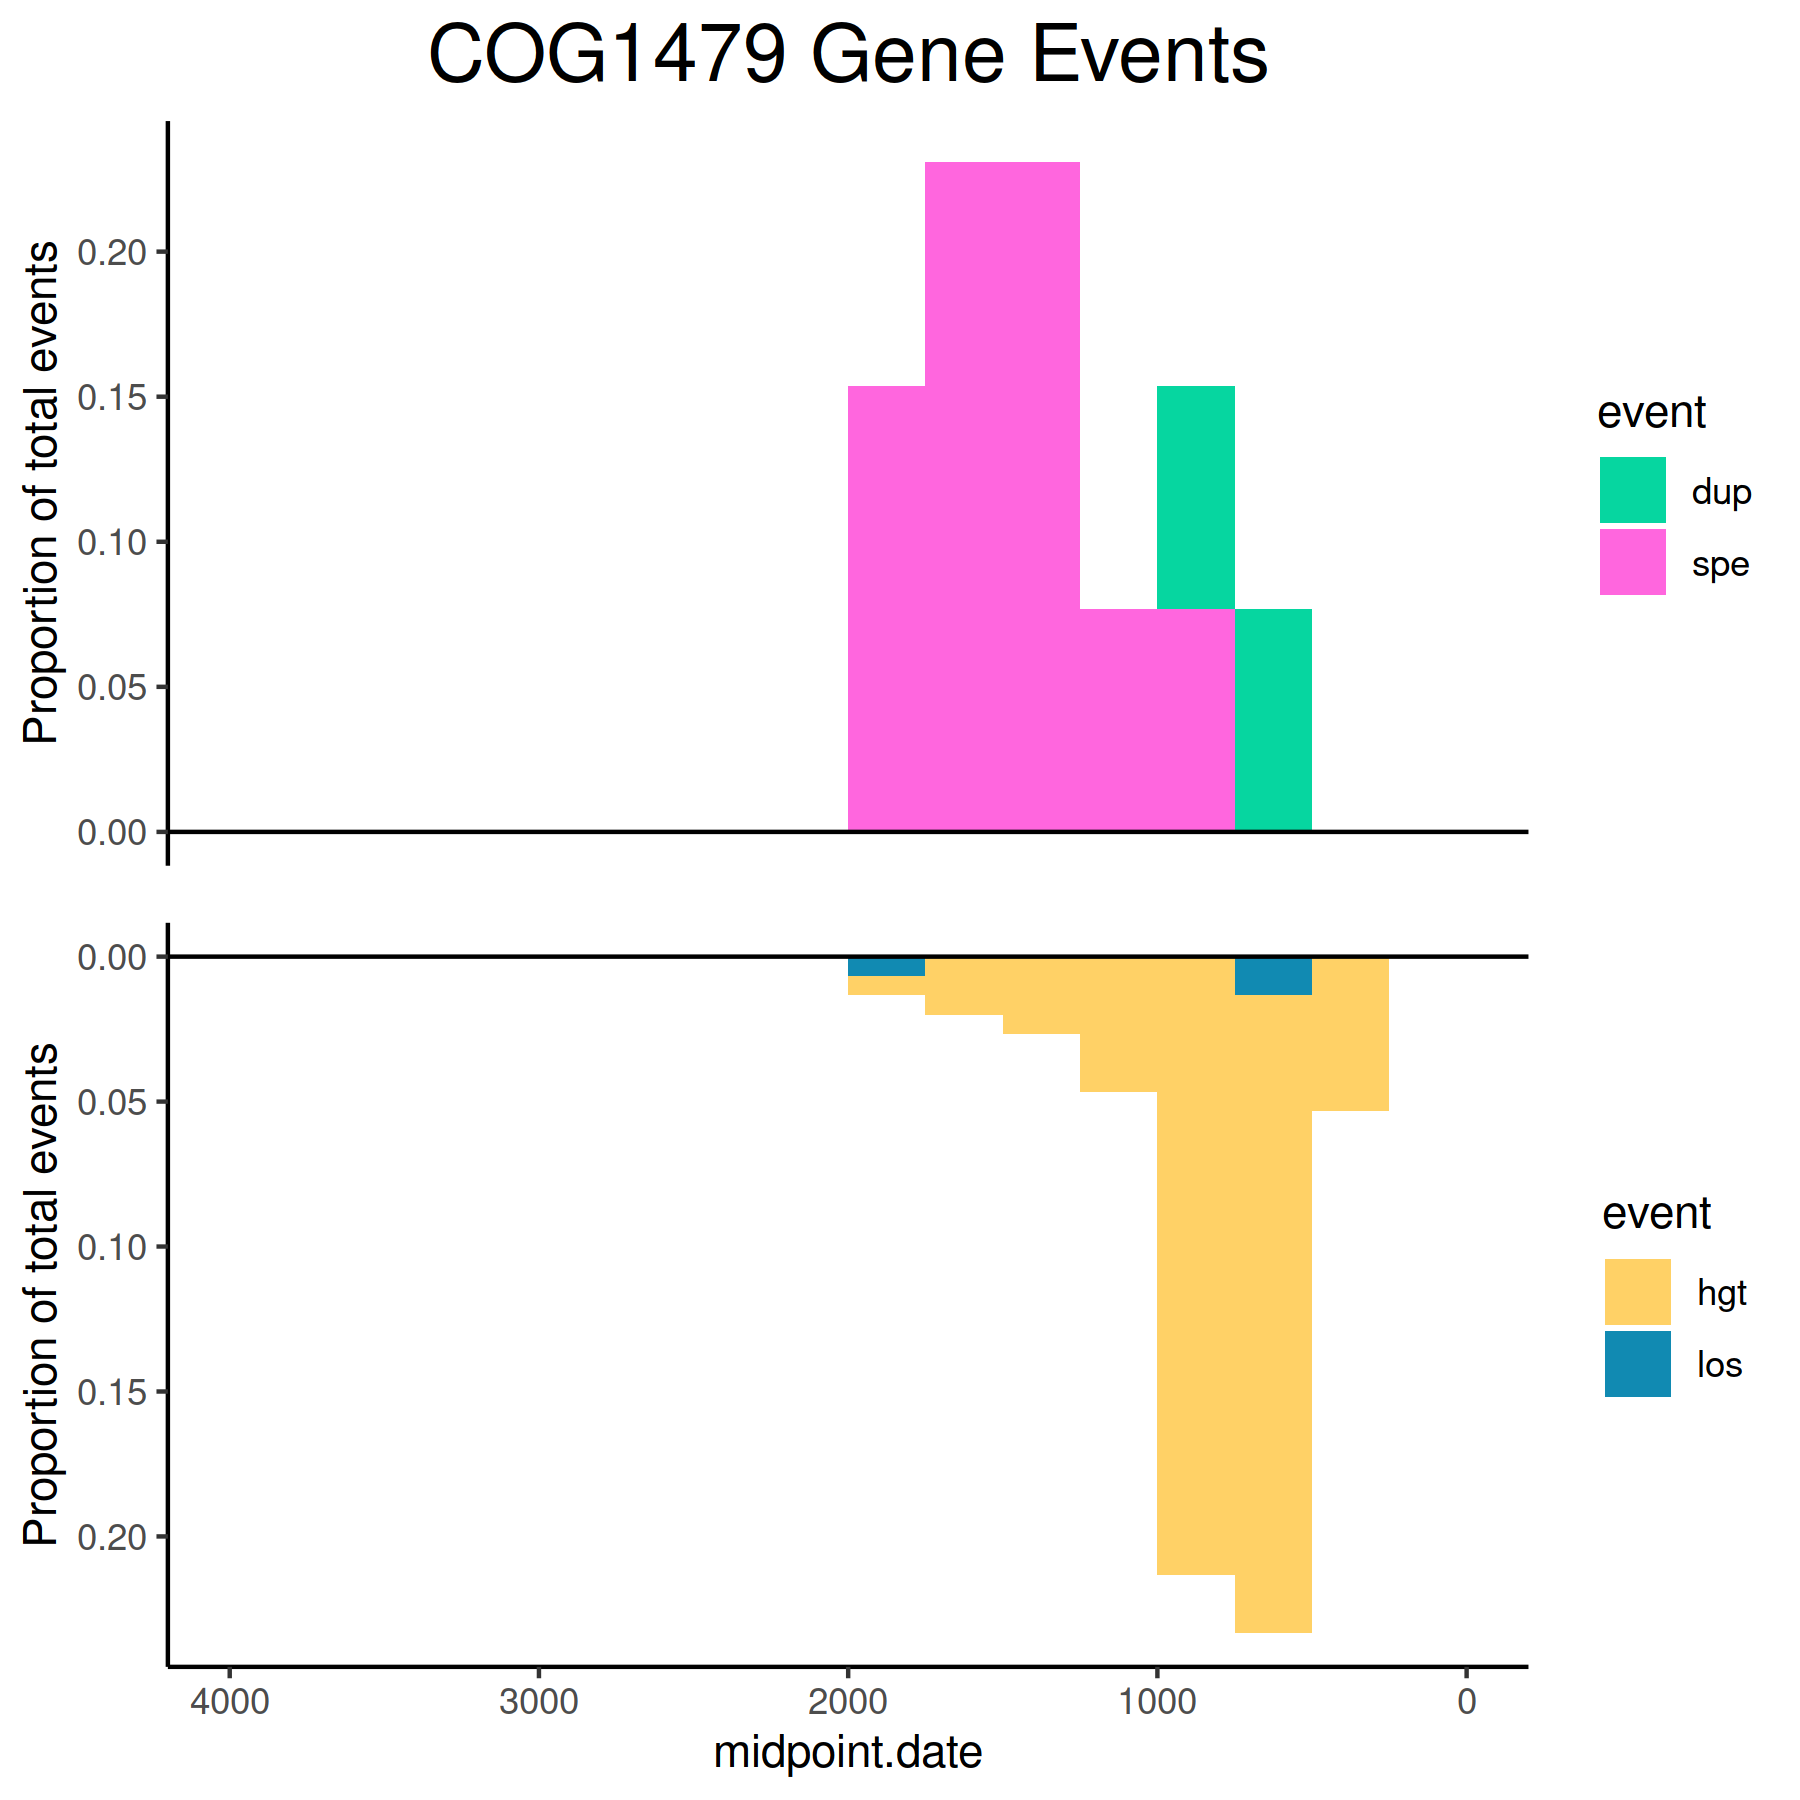 COG1479 Gene Events
Proportion of total events
0.20
0.15
0.10
0.05
0.00
event
dup
spe
Proportion of total events
0.00
0.05
0.10
0.15
0.20
event
hgt
los
4000 3000 2000 1000 0
midpoint.date